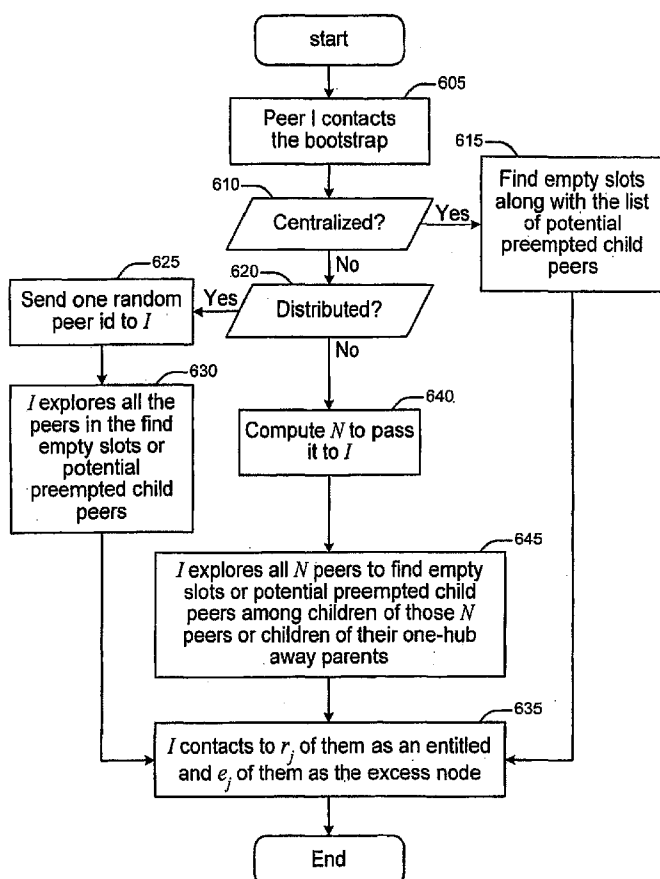 start
605
Peer I contacts
the bootstrap
610
Centralized?
Yes
615
Find empty slots
along with the list
of potential
preempted child
peers
No
620
Distributed?
Yes
625
Send one random
peer id to I
630
I explores all the
peers in the find
empty slots or
potential
preempted child
peers
No
640
Compute N to pass
it to I
645
I explores all N peers to find empty
slots or potential preempted child
peers among children of those N
peers or children of their one-hub
away parents
635
I contacts to rj of them as an entitled
and ej of them as the excess node
End